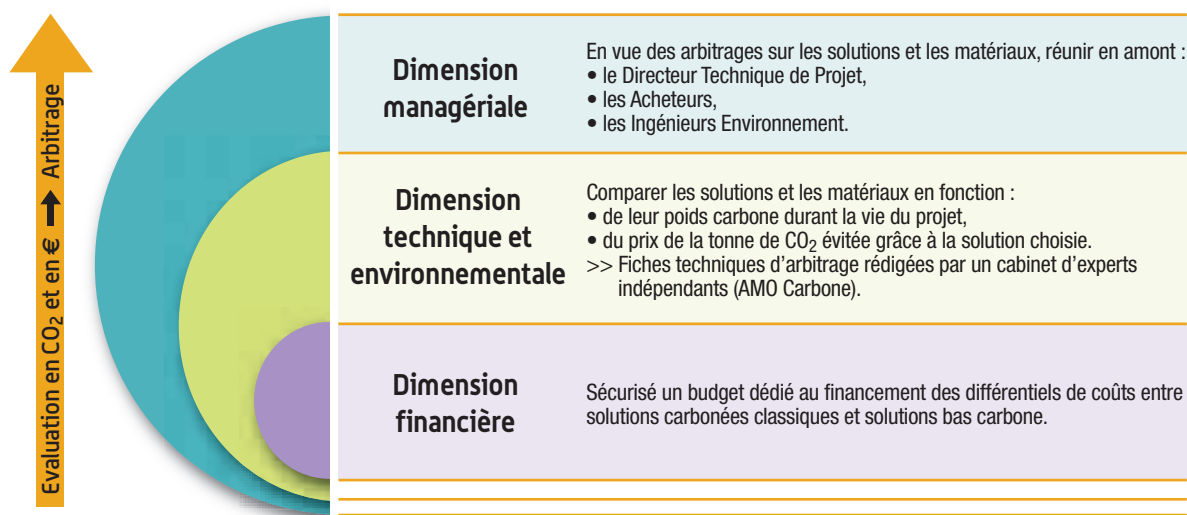 Evaluation en CO₂ et en € → Arbitrage
Dimension
managériale
En vue des arbitrages sur les solutions et les matériaux, réunir en amont :
• le Directeur Technique de Projet,
• les Acheteurs,
• les Ingénieurs Environnement.
Dimension
technique et
environnementale
Comparer les solutions et les matériaux en fonction :
• de leur poids carbone durant la vie du projet,
• du prix de la tonne de CO₂ évitée grâce à la solution choisie.
>> Fiches techniques d’arbitrage rédigées par un cabinet d’experts
indépendants (AMO Carbone).
Dimension
financière
Sécurisé un budget dédié au financement des différentiels de coûts entre
solutions carbonées classiques et solutions bas carbone.